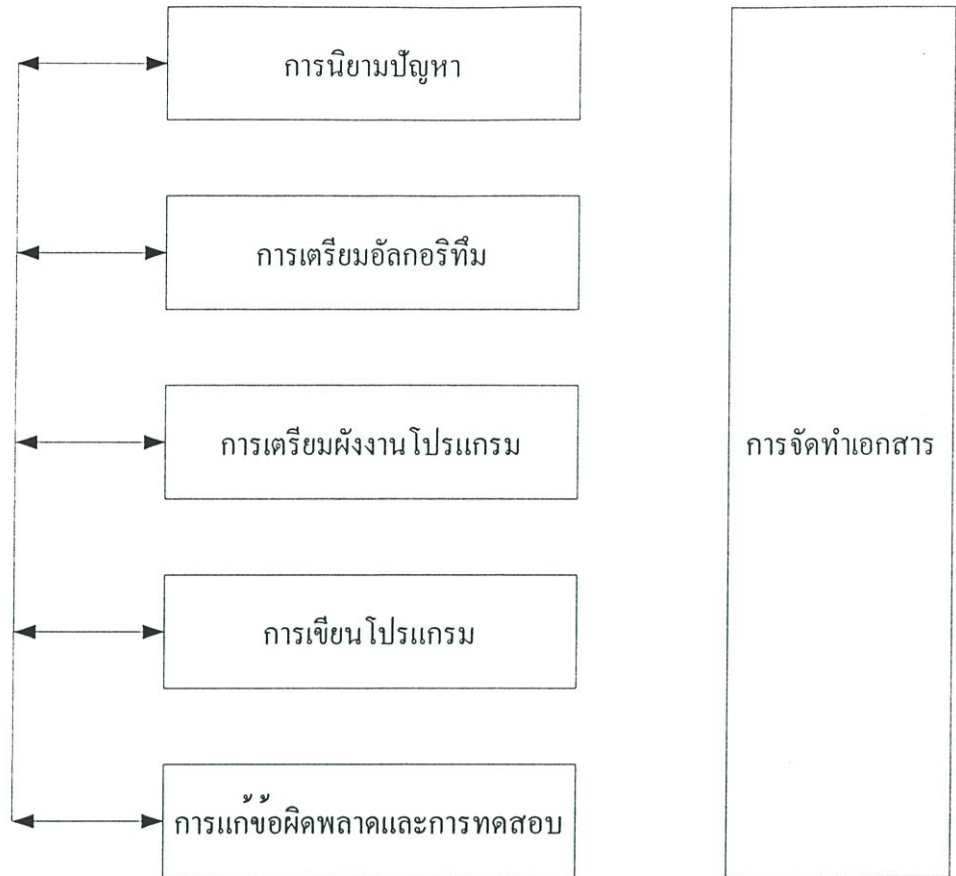 การนิยามปัญหา
การเตรียมอัลกอริทึม
การเตรียมผังงานโปรแกรม
การจัดทำเอกสาร
การเขียนโปรแกรม
การแก้ข้อผิดพลาดและการทดสอบ